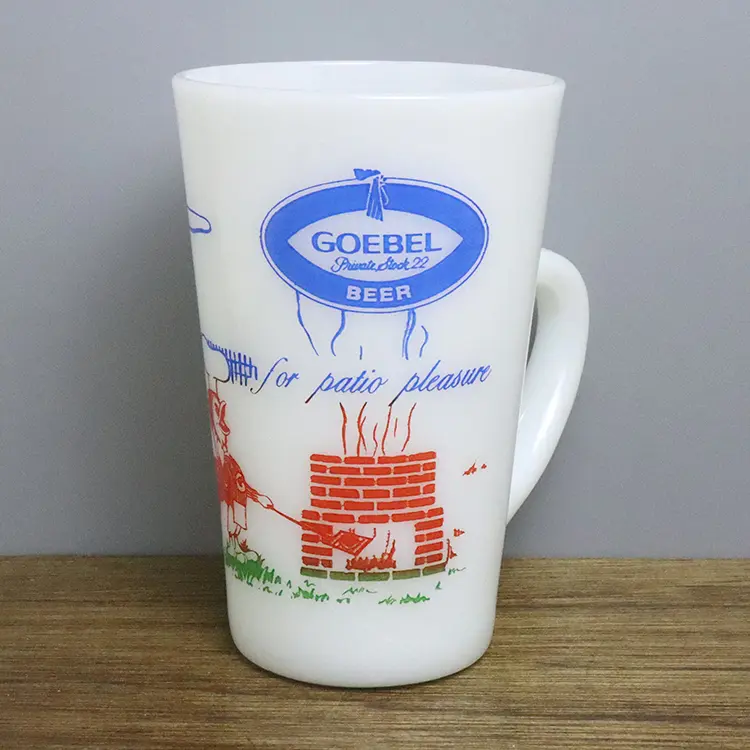 GOEBEL
Private Stock 22
BEER
for patio pleasure